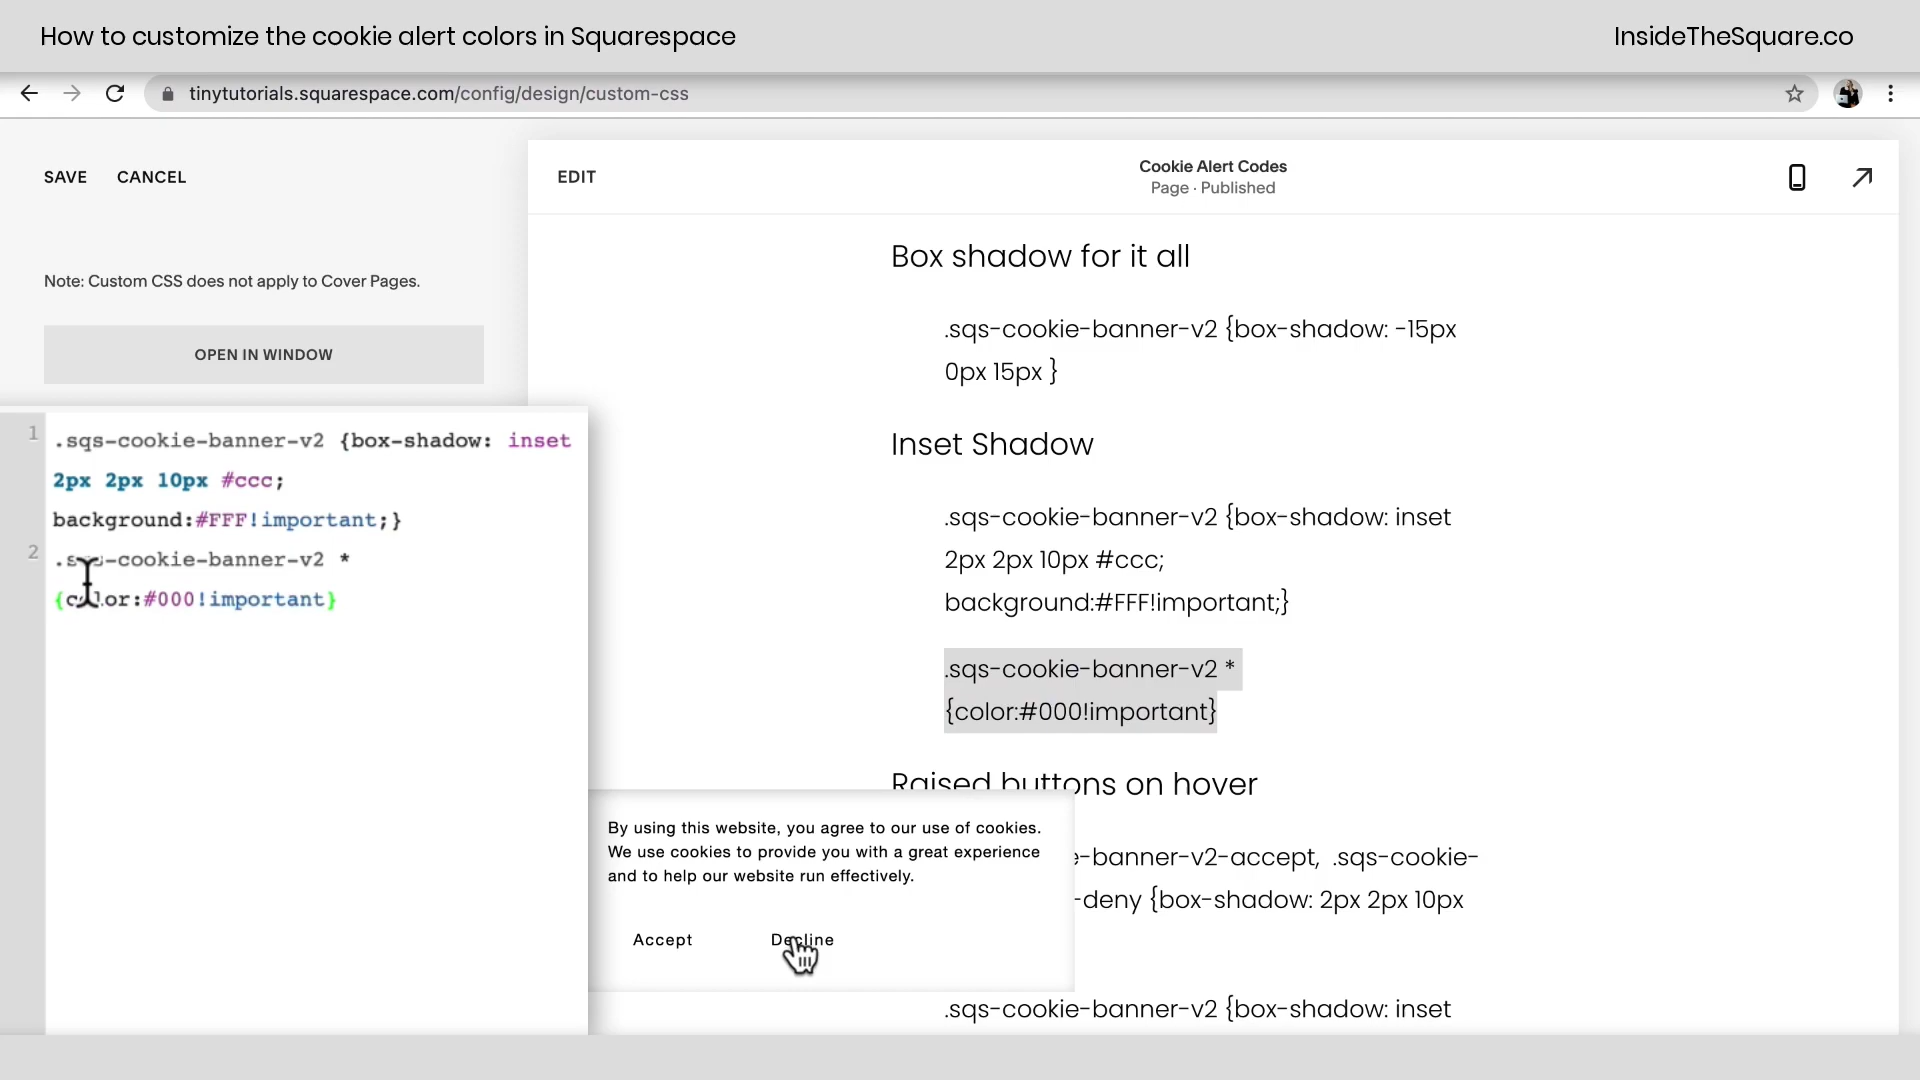 How to customize the cookie alert colors in Squarespace
InsideTheSquare.co
tinytutorials.squarespace.com/config/design/custom-css
SAVE CANCEL
EDIT
Cookie Alert Codes
Page · Published
Note: Custom CSS does not apply to Cover Pages.
OPEN IN WINDOW
1
.sqs-cookie-banner-v2 {box-shadow: inset
2px 2px 10px #ccc;
background:#FFF!important;}
2
.sqs-cookie-banner-v2 *
{color:#000!important}
Box shadow for it all
.sqs-cookie-banner-v2 {box-shadow: -15px
0px 15px }
Inset Shadow
.sqs-cookie-banner-v2 {box-shadow: inset
2px 2px 10px #ccc;
background:#FFF!important;}
.sqs-cookie-banner-v2 *
{color:#000!important}
Raised buttons on hover
e-banner-v2-accept, .sqs-cookie-
-deny {box-shadow: 2px 2px 10px
.sqs-cookie-banner-v2 {box-shadow: inset
By using this website, you agree to our use of cookies.
We use cookies to provide you with a great experience
and to help our website run effectively.
Accept Decline